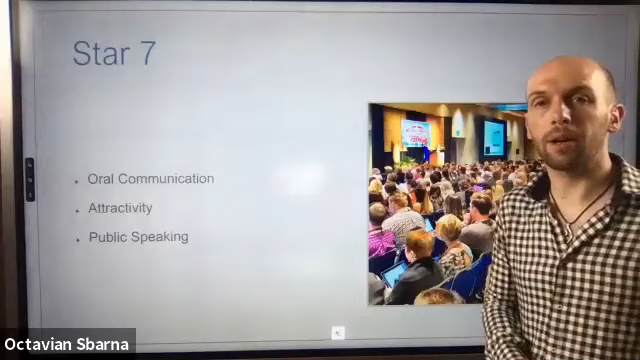 Star 7
Oral Communication
Attractivity
Public Speaking
Octavian Sbarna